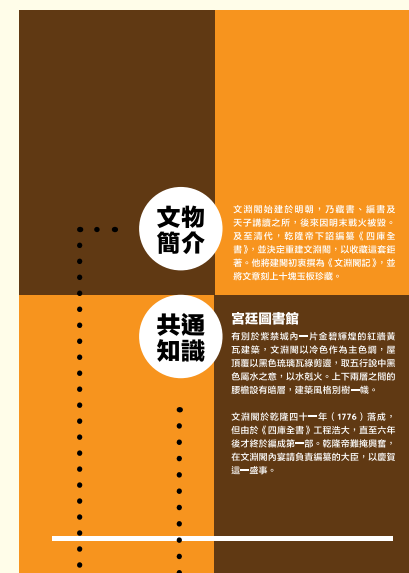 文物
簡介
文淵閣始建於明朝，乃藏書、編書及
天子講讀之所，後來因明末戰火被毀。
及至清代，乾隆帝下詔編纂《四庫全
書》，並決定重建文淵閣，以收藏這套鉅
著。他將建閣初衷撰為《文淵閣記》，並
將文章刻上十塊玉板珍藏。
共通
知識
宮廷圖書館
有別於紫禁城內一片金碧輝煌的紅牆黃
瓦建築，文淵閣以冷色作為主色調，屋
頂覆以黑色琉璃瓦綠剪邊，取五行說中黑
色屬水之意，以水剋火。上下兩層之間的
腰檐設有暗層，建築風格別樹一幟。
文淵閣於乾隆四十一年（1776）落成，
但由於《四庫全書》工程浩大，直至六年
後才終於編成第一部。乾隆帝難掩興奮，
在文淵閣內宴請負責編纂的大臣，以慶賀
這一盛事。